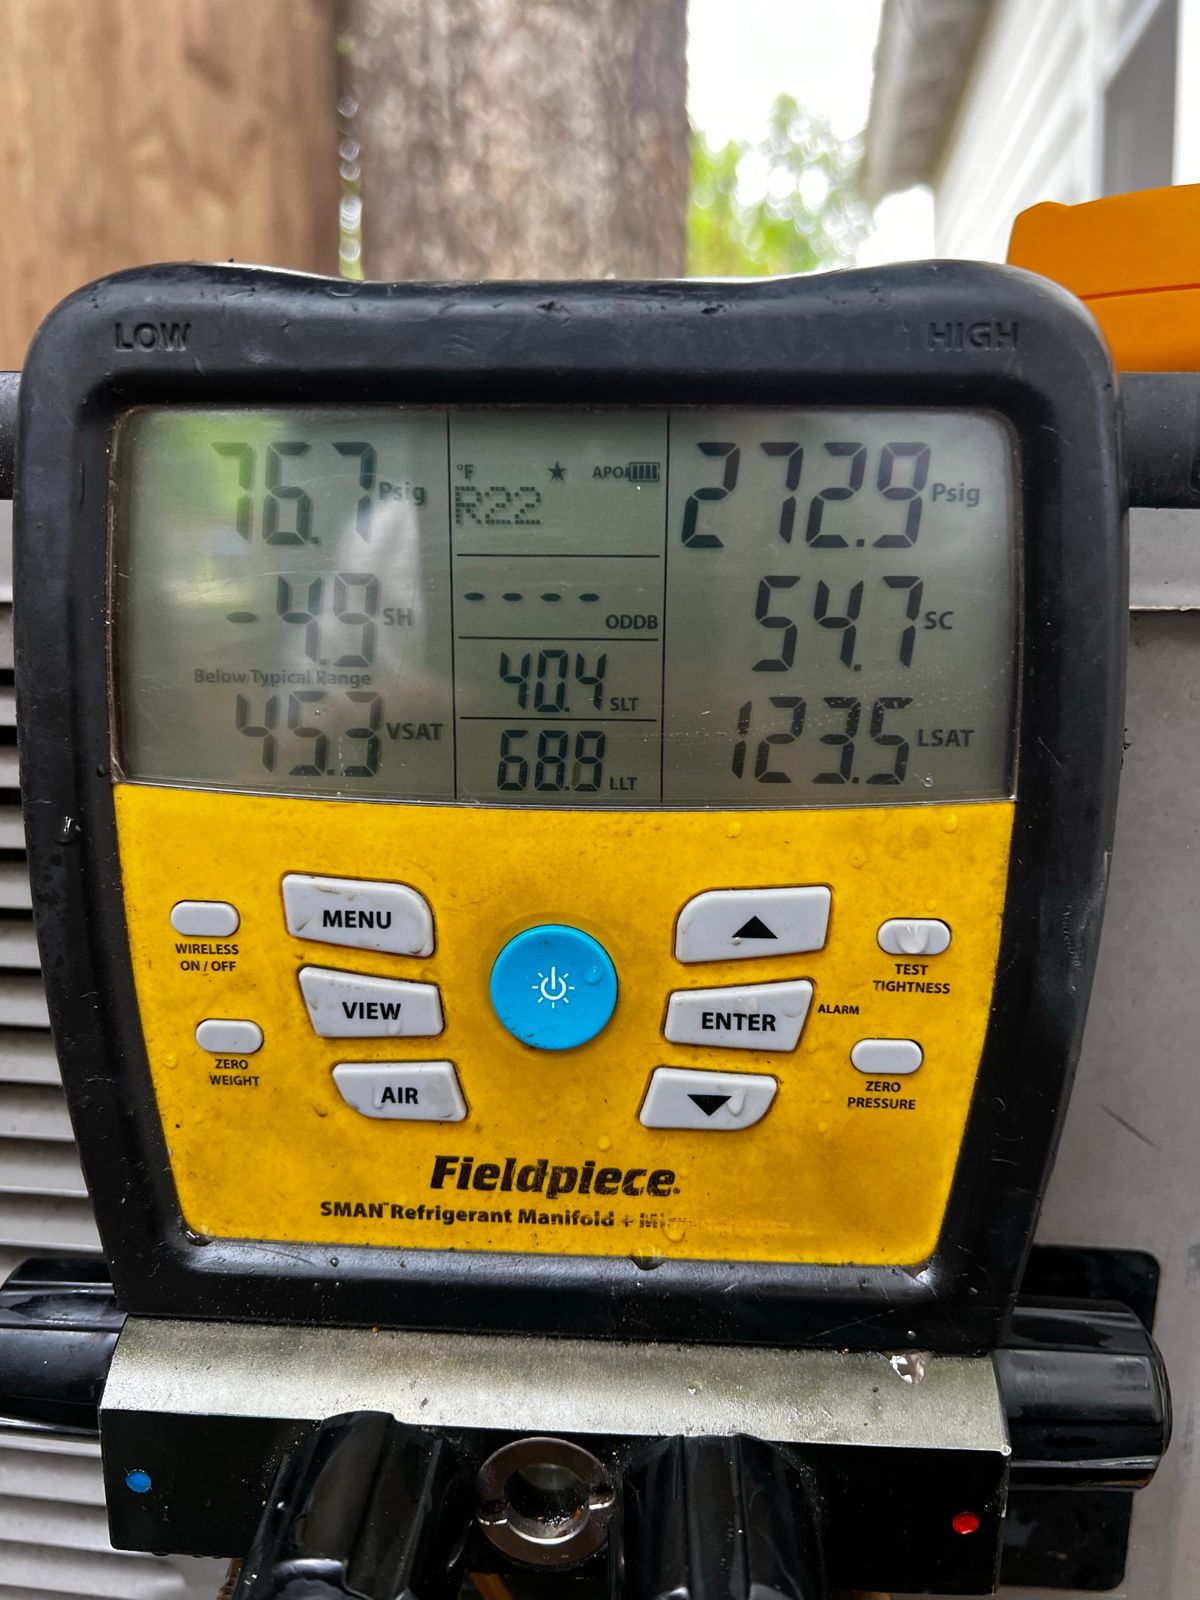 LOW HIGH
76.7 Psig
°F ★ APO
R22
272.9 Psig
-4.9 SH
Below Typical Range
- - - - ODDB
54.7 SC
45.3 VSAT
40.4 SLT
68.8 LLT
123.5 LSAT
WIRELESS
ON / OFF
MENU
▲
TEST
TIGHTNESS
VIEW
ENTER
ALARM
ZERO
WEIGHT
AIR
▼
ZERO
PRESSURE
Fieldpiece
SMAN™ Refrigerant Manifold +